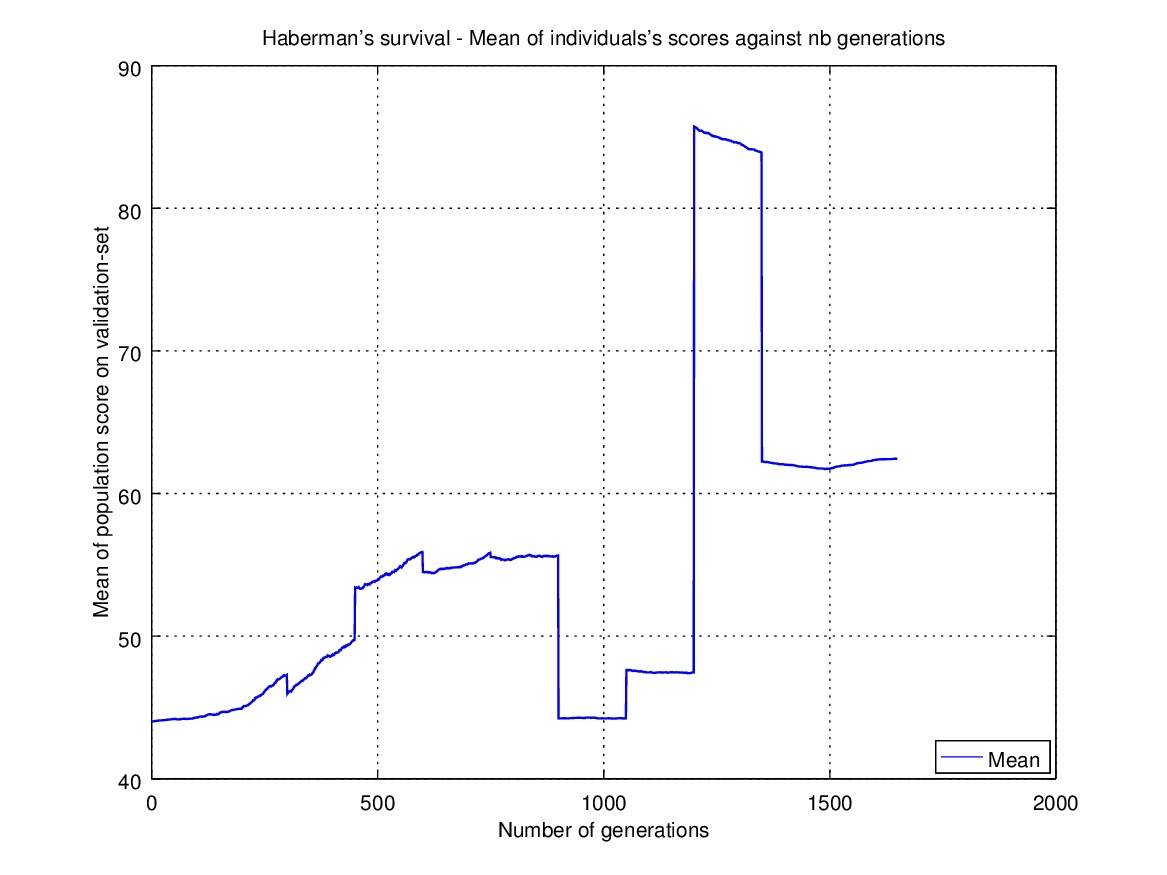 Haberman's survival - Mean of individuals's scores against nb generations
90
80
70
60
50
40
Mean of population score on validation-set
0 500 1000 1500 2000
Number of generations
Mean